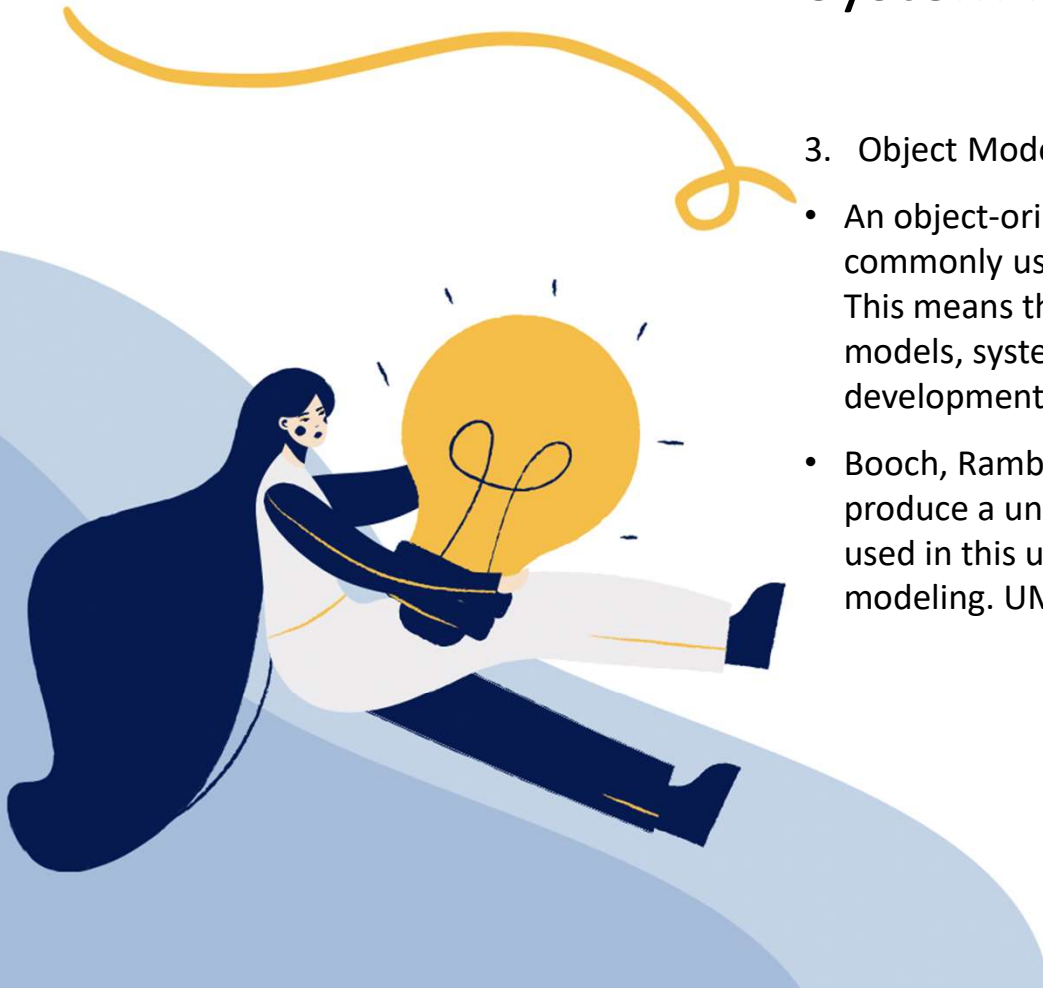 3. Object Mode
• An object-ori
commonly us
This means th
models, syste
development
• Booch, Ramb
produce a un
used in this u
modeling. UM